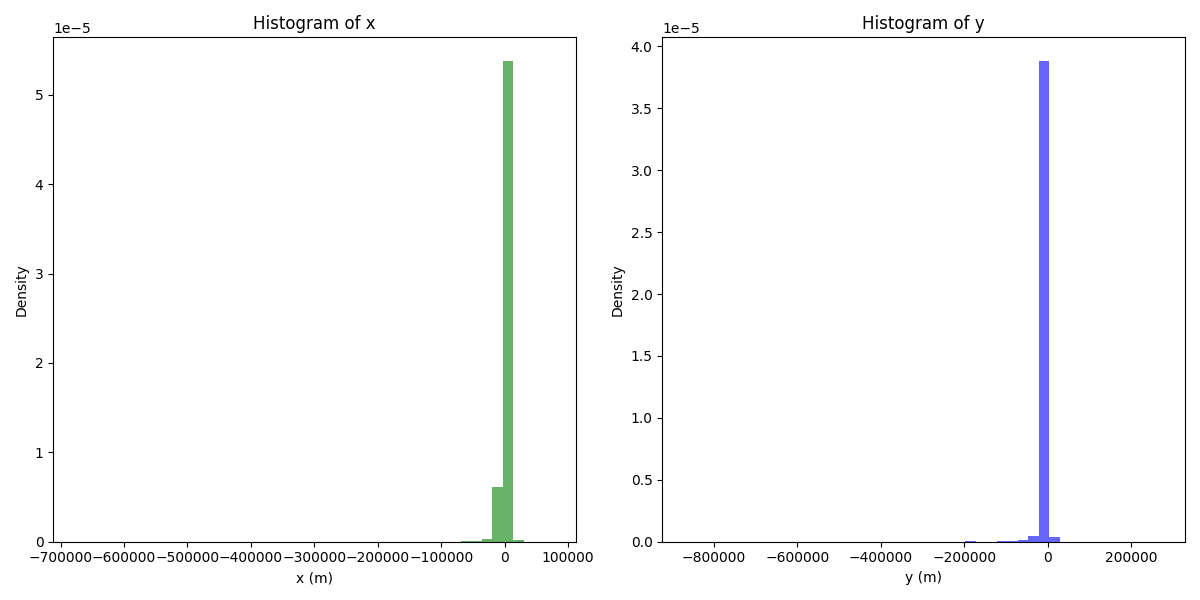 Histogram of x
1e−5
5
4
3
2
1
0
Density
−700000 −600000 −500000 −400000 −300000 −200000 −100000 0 100000
x (m)
Histogram of y
1e−5
4.0
3.5
3.0
2.5
2.0
1.5
1.0
0.5
0.0
Density
−800000 −600000 −400000 −200000 0 200000
y (m)